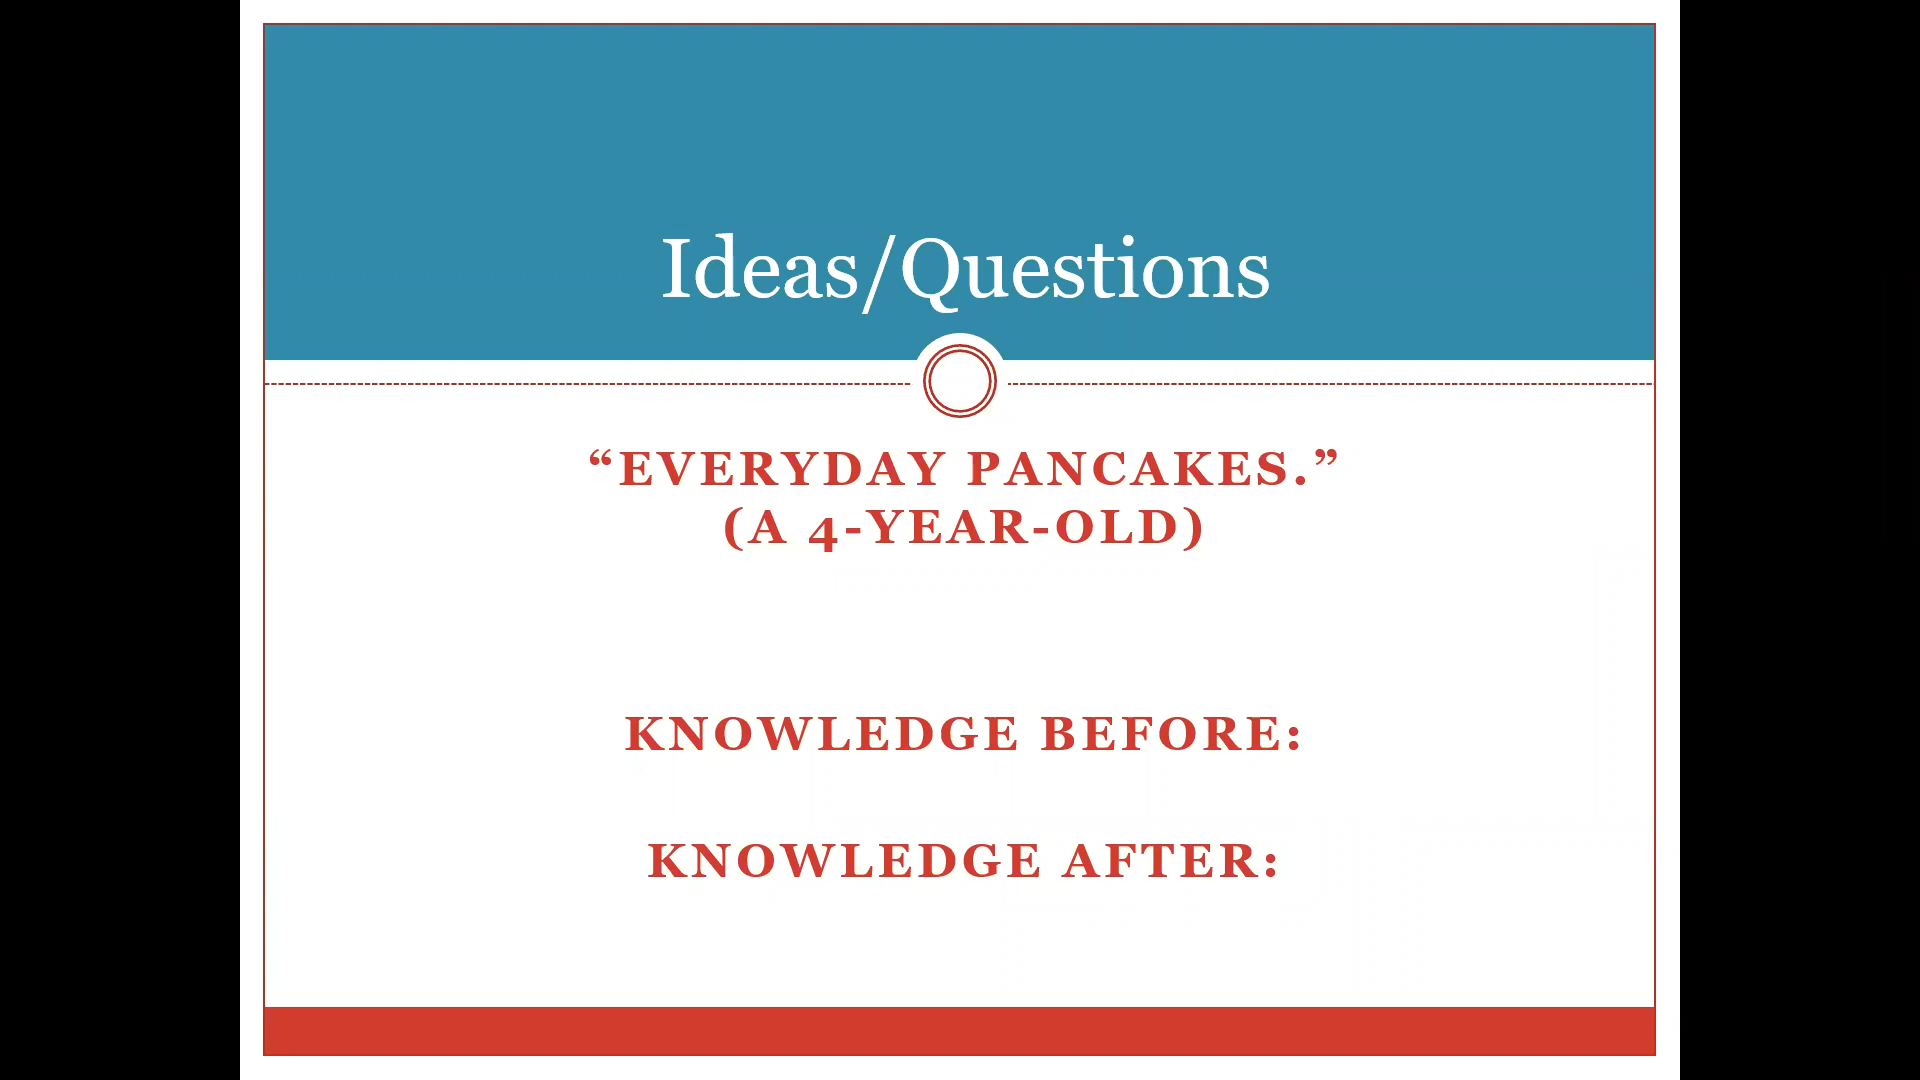 Ideas/Questions
“EVERYDAY PANCAKES.”
(A 4-YEAR-OLD)
KNOWLEDGE BEFORE:
KNOWLEDGE AFTER: